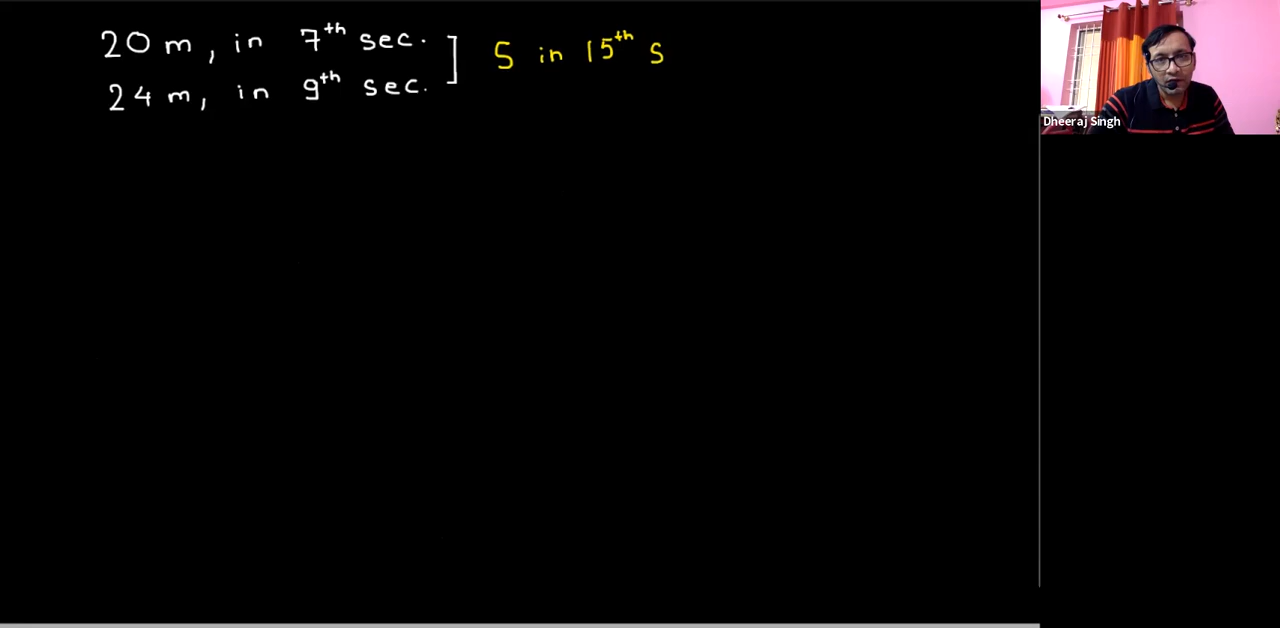 20 m, in 7th sec. ] S in 15th S
24 m, in 9th sec.
Dheeraj Singh